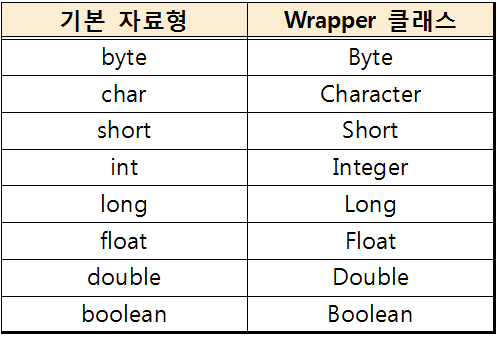 기본 자료형 Wrapper 클래스
byte Byte
char Character
short Short
int Integer
long Long
float Float
double Double
boolean Boolean